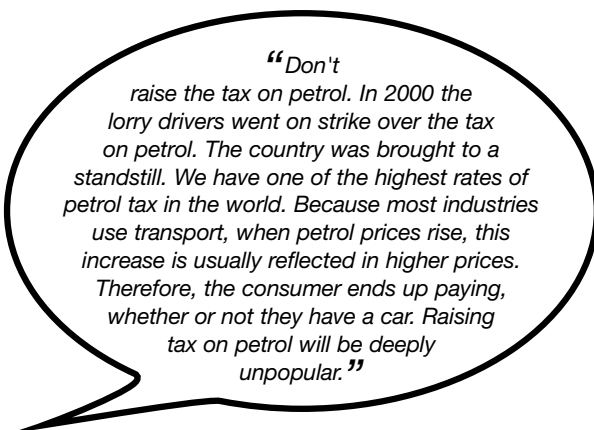 “Don't
raise the tax on petrol. In 2000 the
lorry drivers went on strike over the tax
on petrol. The country was brought to a
standstill. We have one of the highest rates of
petrol tax in the world. Because most industries
use transport, when petrol prices rise, this
increase is usually reflected in higher prices.
Therefore, the consumer ends up paying,
whether or not they have a car. Raising
tax on petrol will be deeply
unpopular.”